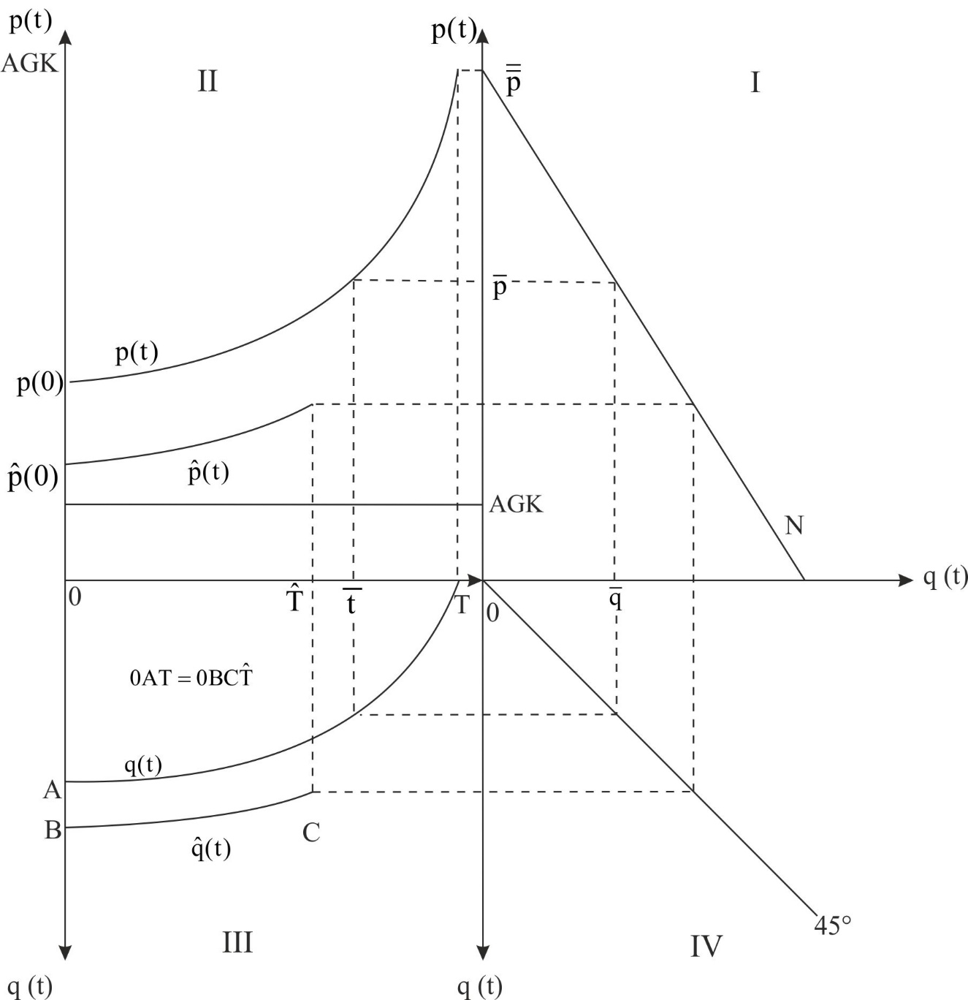 p(t)
p(t)
AGK
II
p̿
I
p̄
p(t)
p(0)
p̂(t)
p̂(0)
AGK
N
q (t)
0
T̂
t̄
T
0
q̄
0AT = 0BCT̂
q(t)
A
B
C
q̂(t)
45°
III
IV
q (t)
q (t)